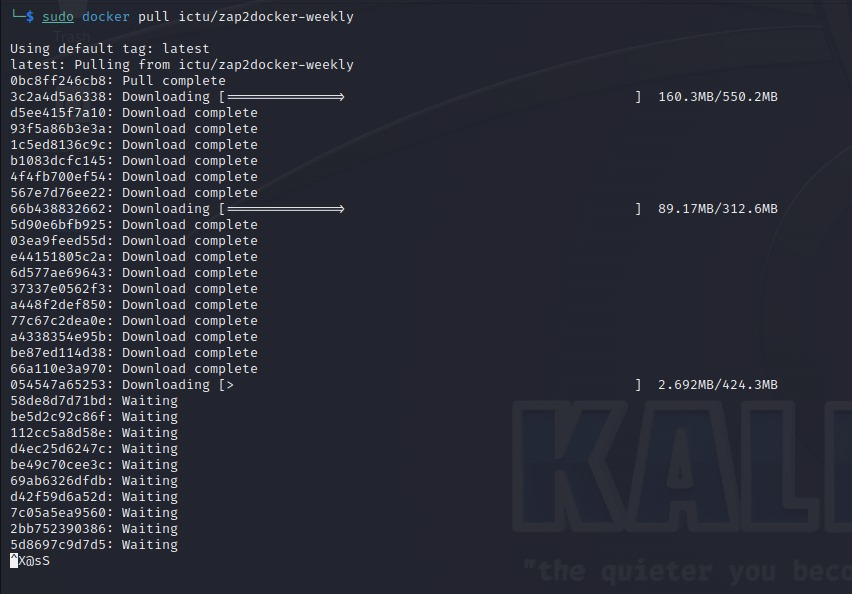 └─$ sudo docker pull ictu/zap2docker-weekly
Trash
Using default tag: latest
latest: Pulling from ictu/zap2docker-weekly
0bc8ff246cb8: Pull complete
3c2a4d5a6338: Downloading [==============>                                    ]  160.3MB/550.2MB
d5ee415f7a10: Download complete
93f5a86b3e3a: Download complete
1c5ed8136c9c: Download complete
b1083dcfc145: Download complete
4f4fb700ef54: Download complete
567e7d76ee22: Download complete
66b438832662: Downloading [==============>                                    ]  89.17MB/312.6MB
5d90e6bfb925: Download complete
03ea9feed55d: Download complete
e44151805c2a: Download complete
6d577ae69643: Download complete
37337e0562f3: Download complete
a448f2def850: Download complete
77c67c2dea0e: Download complete
a4338354e95b: Download complete
be87ed114d38: Download complete
66a110e3a970: Download complete
054547a65253: Downloading [>                                                  ]  2.692MB/424.3MB
58de8d7d71bd: Waiting
be5d2c92c86f: Waiting
112cc5a8d58e: Waiting
d4ec25d6247c: Waiting
be49c70cee3c: Waiting
69ab6326dfdb: Waiting
d42f59d6a52d: Waiting
7c05a5ea9560: Waiting
2bb752390386: Waiting
5d8697c9d7d5: Waiting
^X@sS
KALI
"the quieter you beco